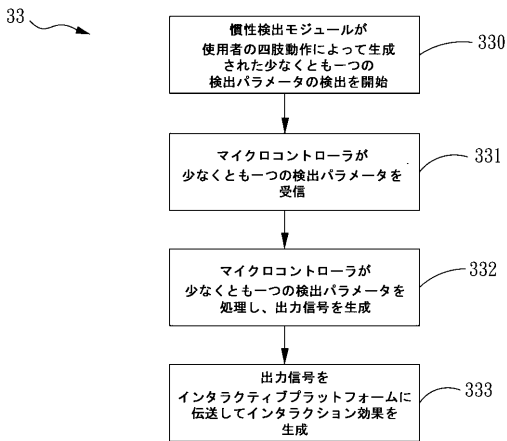 33
慣性検出モジュールが
使用者の四肢動作によって生成
された少なくとも一つの
検出パラメータの検出を開始
330
マイクロコントローラが
少なくとも一つの検出パラメータを
受信
331
マイクロコントローラが
少なくとも一つの検出パラメータを
処理し、出力信号を生成
332
出力信号を
インタラクティブプラットフォームに
伝送してインタラクション効果を
生成
333